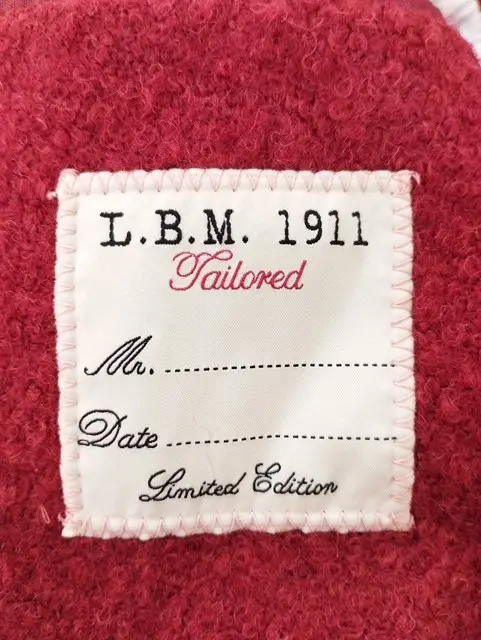 L.B.M. 1911
Tailored
Mr. ........................................
Date ........................................
Limited Edition